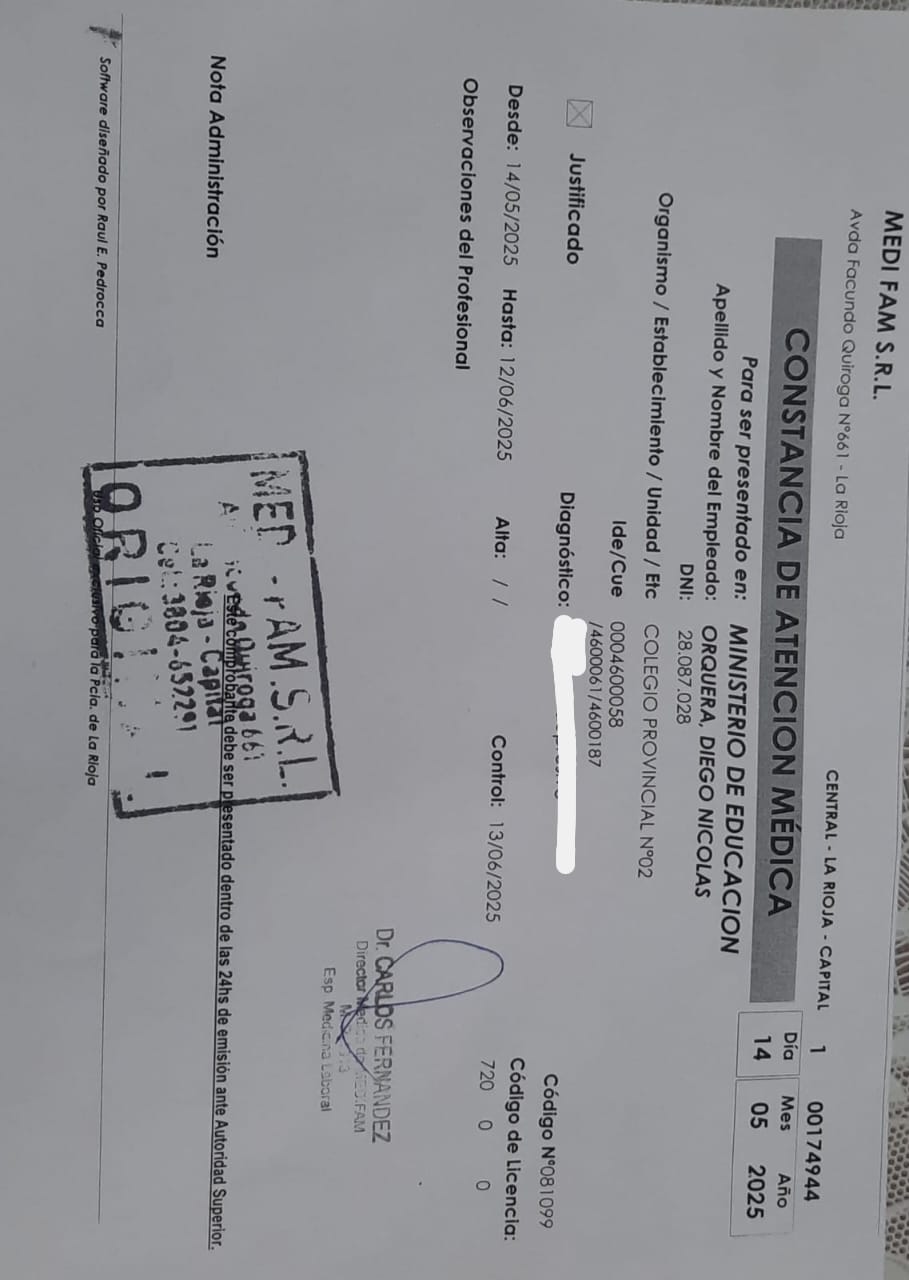 MEDI FAM S.R.L.
Avda Facundo Quiroga N°661 - La Rioja
CENTRAL - LA RIOJA - CAPITAL 1 00174944
CONSTANCIA DE ATENCION MÉDICA
Día Mes Año
14 05 2025
Para ser presentado en: MINISTERIO DE EDUCACION
Apellido y Nombre del Empleado: ORQUERA, DIEGO NICOLAS
DNI: 28.087.028
Organismo / Establecimiento / Unidad / Etc COLEGIO PROVINCIAL N°02
Ide/Cue 0004600058
/4600061/4600187
Justificado
Diagnóstico:
Código N°081099
Código de Licencia:
Desde: 14/05/2025 Hasta: 12/06/2025 Alta: / / Control: 13/06/2025 720 0 0
Observaciones del Profesional
Dr. CARLOS FERNANDEZ
Director
Esp. Medicina Laboral
S.R.L.
661
La Rioja - Capital
Cel.: 3804-657291
Nota Administración
Este comprobante debe ser presentado dentro de las 24hs de emisión ante Autoridad Superior.
para la Pcia. de La Rioja
Software diseñado por Raul E. Pedrocca